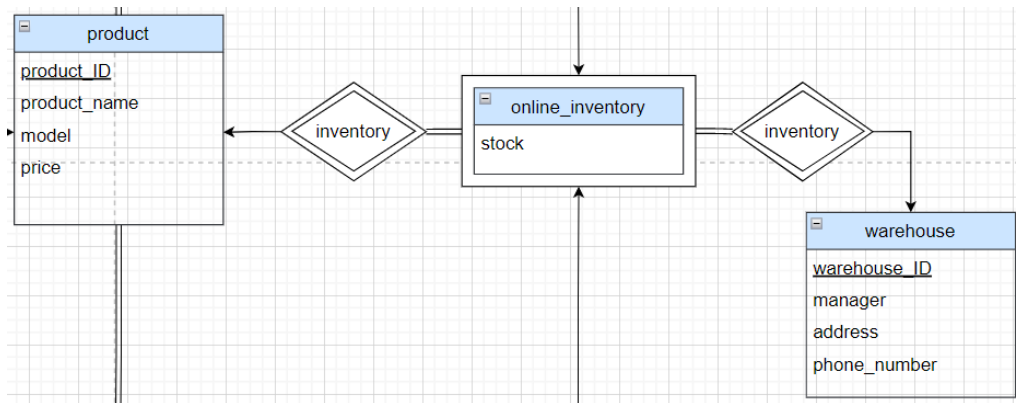 product
product_ID
product_name
model
price
inventory
online_inventory
stock
inventory
warehouse
warehouse_ID
manager
address
phone_number